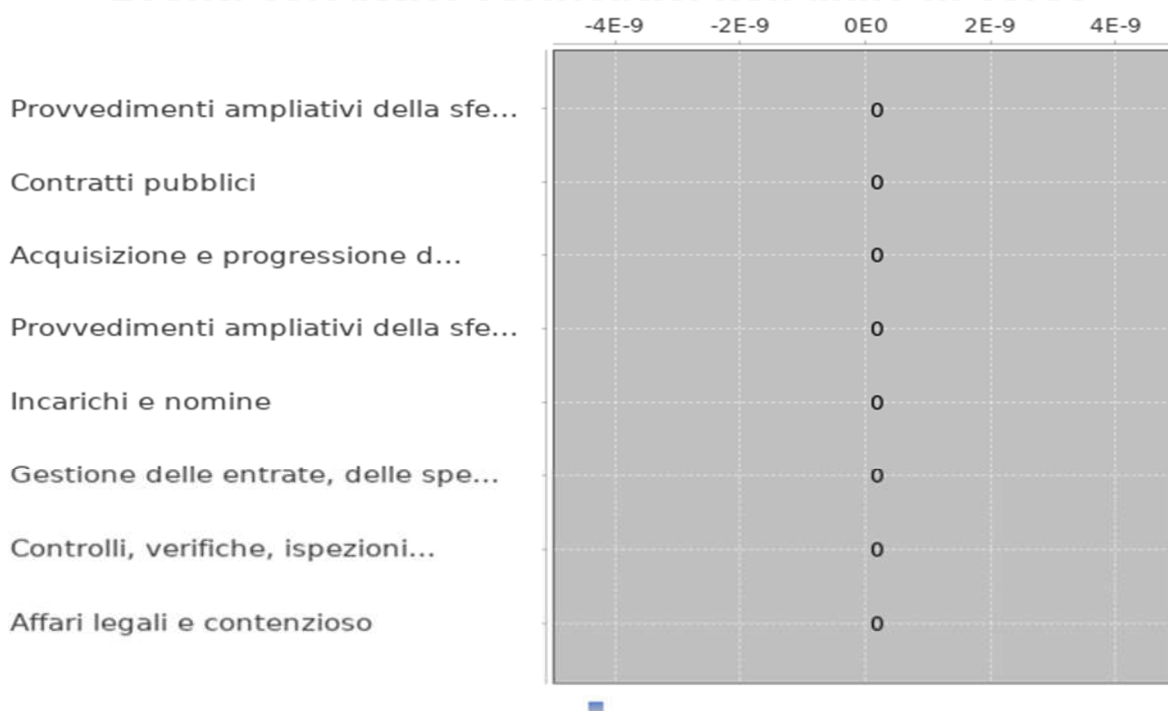 -4E-9 -2E-9 0E0 2E-9 4E-9
Provvedimenti ampliativi della sfe... 0
Contratti pubblici 0
Acquisizione e progressione d... 0
Provvedimenti ampliativi della sfe... 0
Incarichi e nomine 0
Gestione delle entrate, delle spe... 0
Controlli, verifiche, ispezioni... 0
Affari legali e contenzioso 0